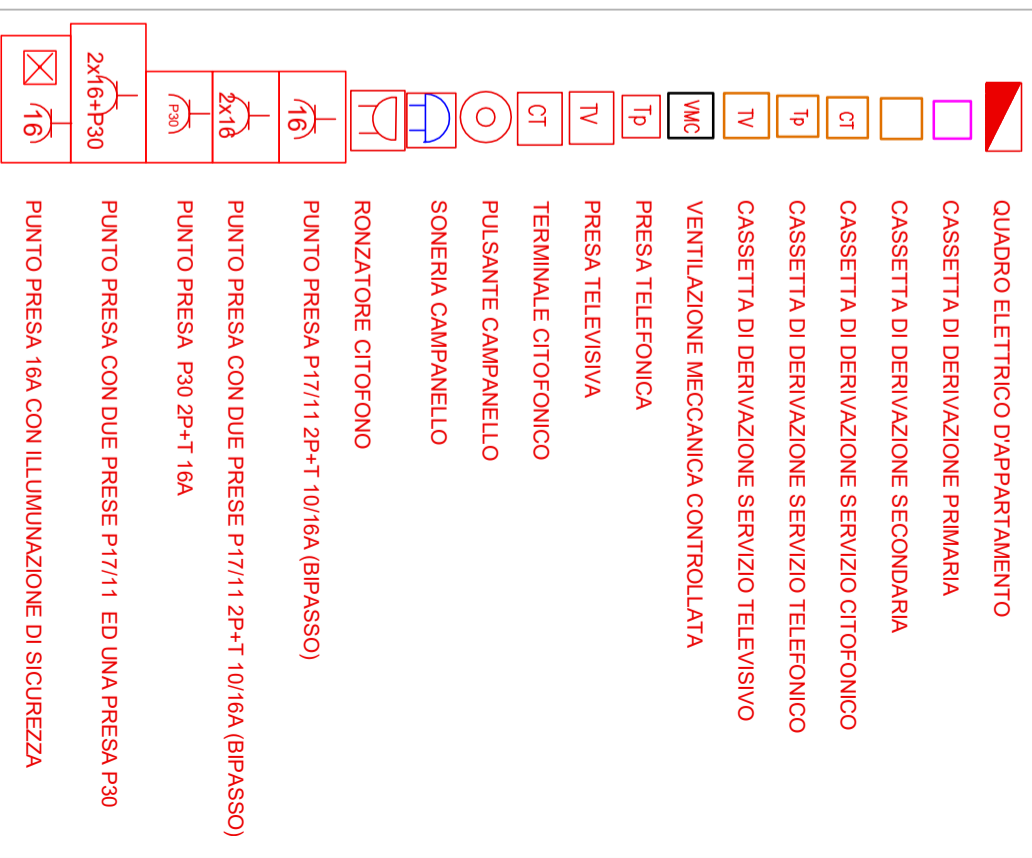 QUADRO ELETTRICO D'APPARTAMENTO
CASSETTA DI DERIVAZIONE PRIMARIA
CASSETTA DI DERIVAZIONE SECONDARIA
CT CASSETTA DI DERIVAZIONE SERVIZIO CITOFONICO
Tp CASSETTA DI DERIVAZIONE SERVIZIO TELEFONICO
TV CASSETTA DI DERIVAZIONE SERVIZIO TELEVISIVO
VMC VENTILAZIONE MECCANICA CONTROLLATA
Tp PRESA TELEFONICA
TV PRESA TELEVISIVA
CT TERMINALE CITOFONICO
PULSANTE CAMPANELLO
SONERIA CAMPANELLO
RONZATORE CITOFONO
16 PUNTO PRESA P17/11 2P+T 10/16A (BIPASSO)
2x16 PUNTO PRESA CON DUE PRESE P17/11 2P+T 10/16A (BIPASSO)
P30 PUNTO PRESA P30 2P+T 16A
2x16+P30 PUNTO PRESA CON DUE PRESE P17/11 ED UNA PRESA P30
16 PUNTO PRESA 16A CON ILLUMUNAZIONE DI SICUREZZA